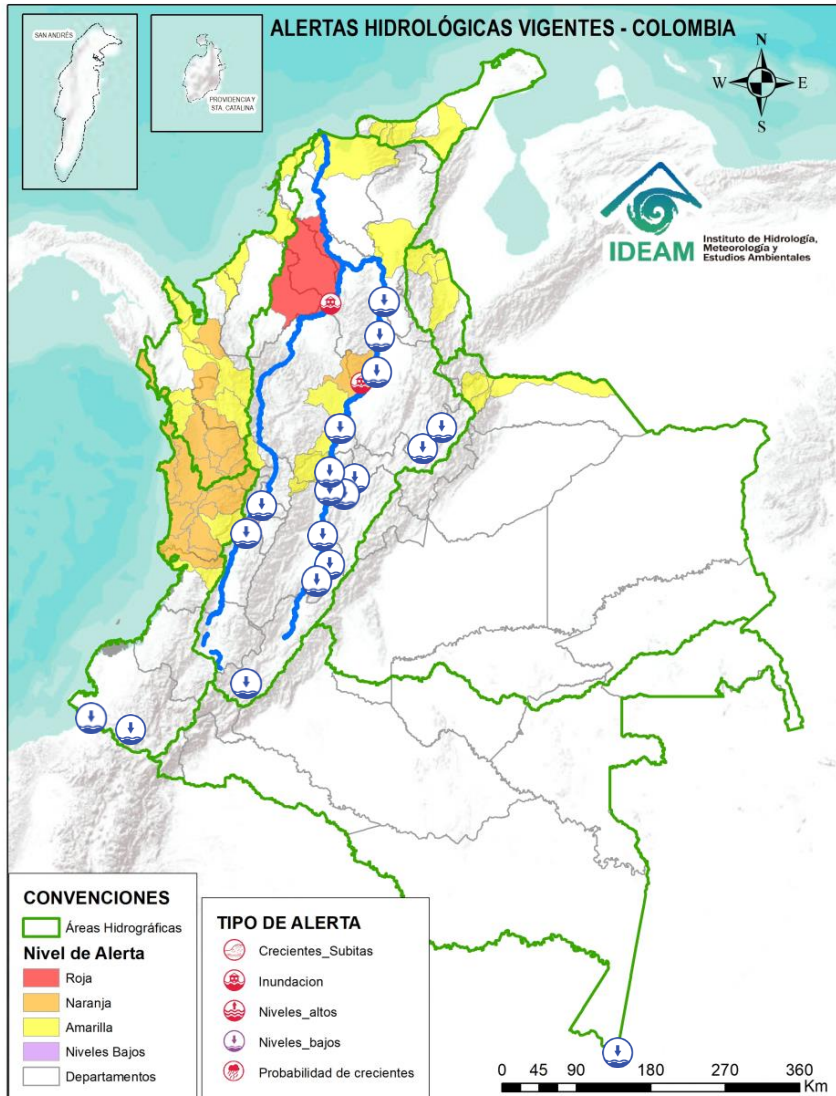 ALERTAS HIDROLÓGICAS VIGENTES - COLOMBIA
SAN ANDRÉS
PROVIDENCIA Y
STA. CATALINA
N
W
E
S
IDEAM
Instituto de Hidrología,
Meteorología y
Estudios Ambientales
CONVENCIONES
Áreas Hidrográficas
Nivel de Alerta
Roja
Naranja
Amarilla
Niveles Bajos
Departamentos
TIPO DE ALERTA
Crecientes_Subitas
Inundacion
Niveles_altos
Niveles_bajos
Probabilidad de crecientes
0 45 90 180 270 360
Km